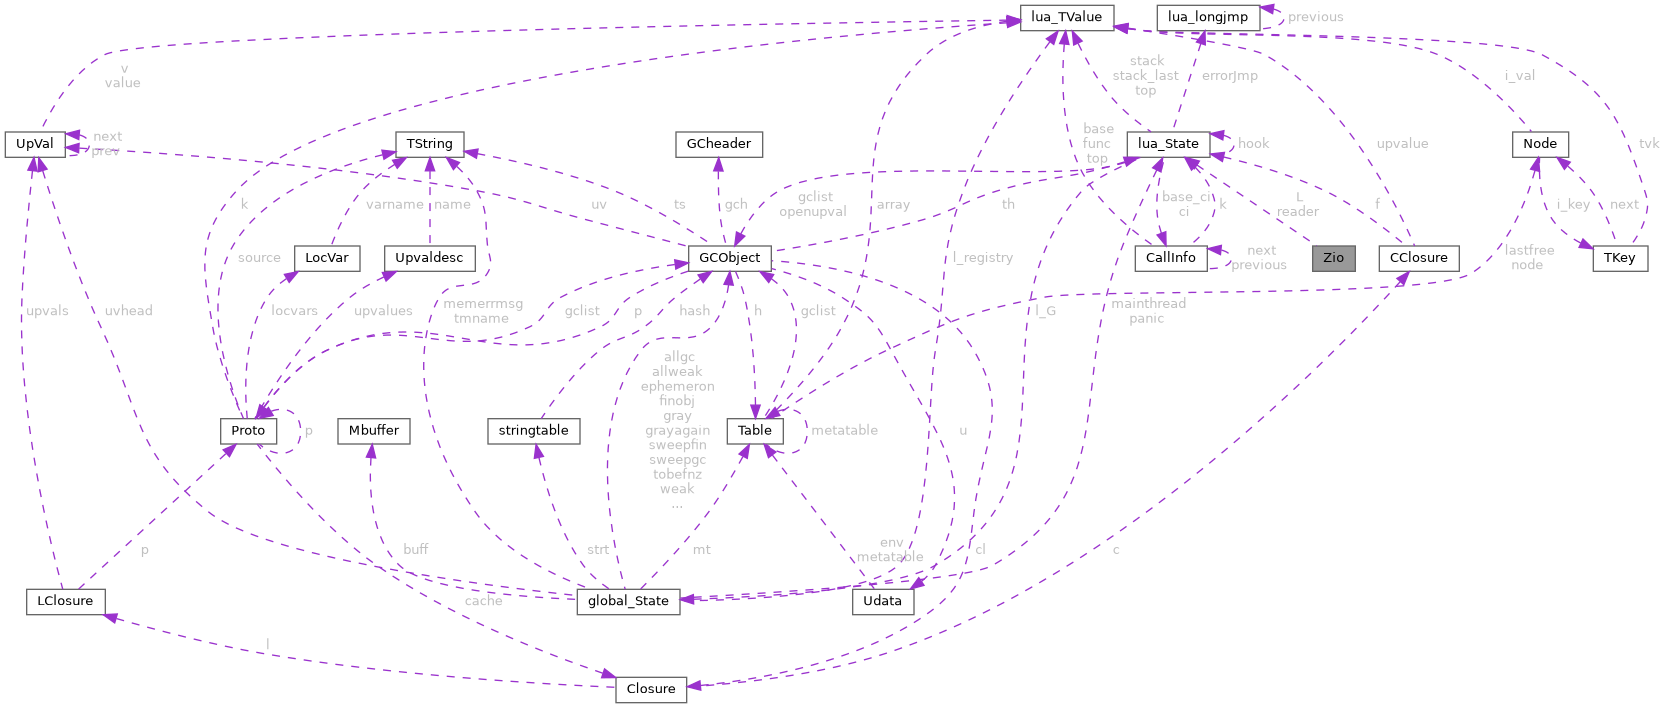 lua_TValue
lua_longjmp
previous
v
value
stack
stack_last
top
errorJmp
i_val
UpVal
next
prev
TString
GCheader
base
func
top
lua_State
hook
upvalue
Node
tvk
k
varname
name
uv
ts
gch
gclist
openupval
array
th
base_ci
ci
k
L
reader
f
i_key
next
source
LocVar
Upvaldesc
GCObject
l_registry
CallInfo
next
previous
Zio
CClosure
lastfree
node
TKey
upvals
uvhead
locvars
upvalues
memerrmsg
tmname
gclist
p
hash
h
gclist
l_G
mainthread
panic
allgc
allweak
ephemeron
finobj
gray
grayagain
sweepfin
sweepgc
tobefnz
weak
...
Proto
p
Mbuffer
stringtable
Table
metatable
u
p
buff
strt
mt
env
metatable
cl
c
LClosure
cache
global_State
Udata
l
Closure